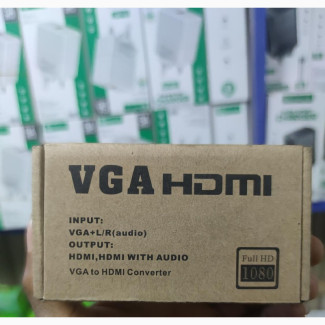 VGA HDMI
INPUT:
VGA+L/R(audio)
OUTPUT:
HDMI,HDMI WITH AUDIO
VGA to HDMI Converter
Full HD
1080